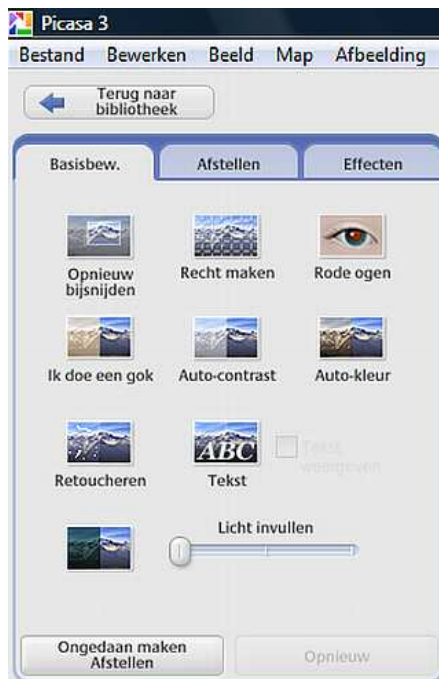 Picasa 3
Bestand Bewerken Beeld Map Afbeelding
Terug naar
bibliotheek
Basisbew. Afstellen Effecten
Opnieuw
bijsnijden
Recht maken
Rode ogen
Ik doe een gok
Auto-contrast
Auto-kleur
Retoucheren
ABC
Tekst
Tekst
weergeven
Licht invullen
Ongedaan maken
Afstellen
Opnieuw